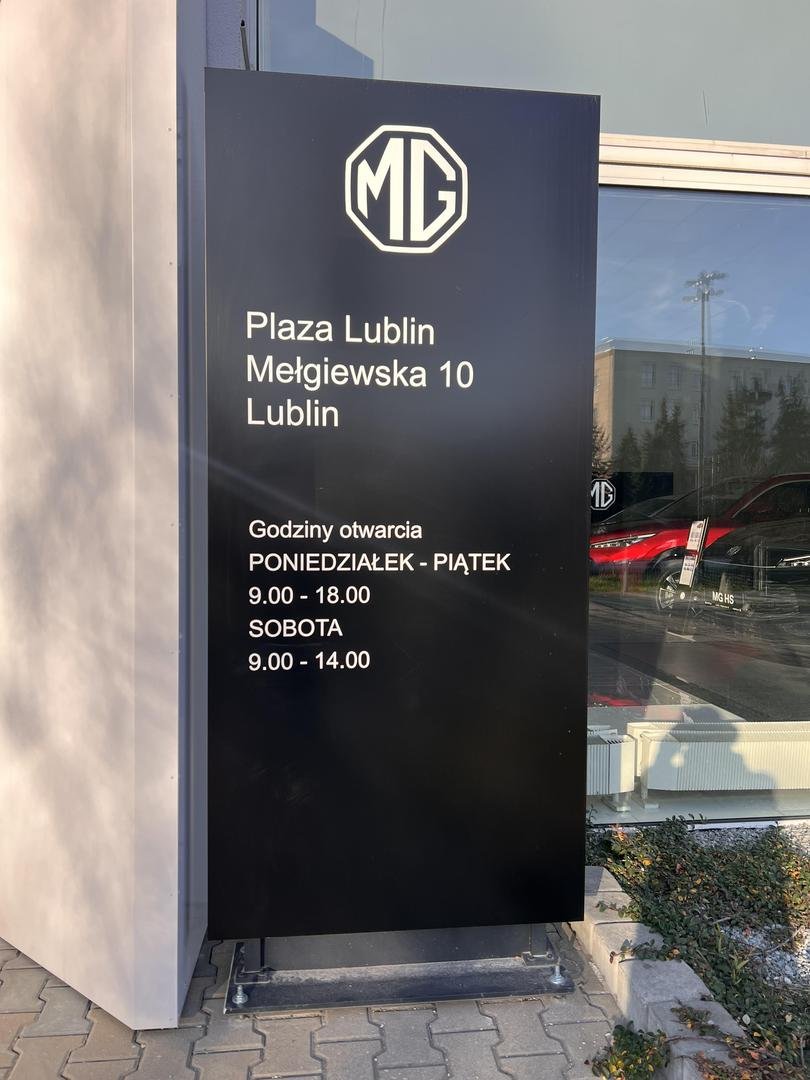 MG
Plaza Lublin
Mełgiewska 10
Lublin
Godziny otwarcia
PONIEDZIAŁEK - PIĄTEK
9.00 - 18.00
SOBOTA
9.00 - 14.00
MG
MG HS